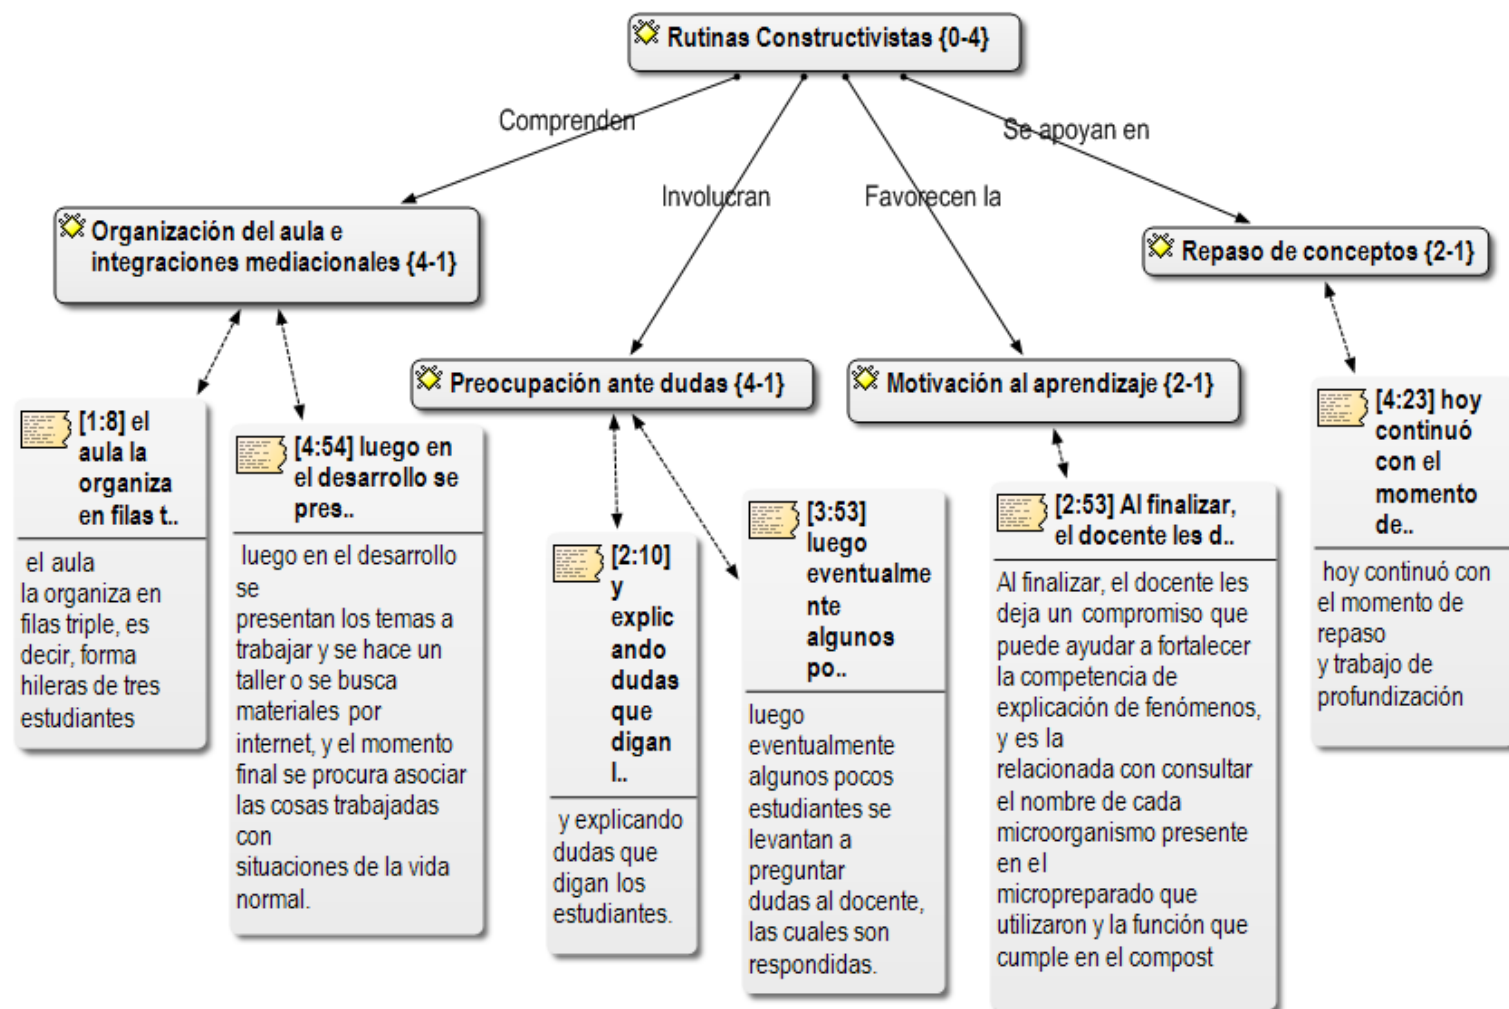 Rutinas Constructivistas {0-4}
Comprenden
Se apoyan en
Involucran
Favorecen la
Organización del aula e
integraciones mediacionales {4-1}
Repaso de conceptos {2-1}
Preocupación ante dudas {4-1}
Motivación al aprendizaje {2-1}
[1:8] el
aula la
organiza
en filas t..
el aula
la organiza en
filas triple, es
decir, forma
hileras de tres
estudiantes
[4:54] luego en
el desarrollo se
pres..
luego en el desarrollo
se
presentan los temas a
trabajar y se hace un
taller o se busca
materiales por
internet, y el momento
final se procura asociar
las cosas trabajadas
con
situaciones de la vida
normal.
[2:10]
y
explic
ando
dudas
que
digan
l..
y explicando
dudas que
digan los
estudiantes.
[3:53]
luego
eventualme
nte
algunos
po..
luego
eventualmente
algunos pocos
estudiantes se
levantan a
preguntar
dudas al docente,
las cuales son
respondidas.
[2:53] Al finalizar,
el docente les d..
Al finalizar, el docente les
deja un compromiso que
puede ayudar a fortalecer
la competencia de
explicación de fenómenos,
y es la
relacionada con consultar
el nombre de cada
microorganismo presente
en el
micropreparado que
utilizaron y la función que
cumple en el compost
[4:23] hoy
continuó
con el
momento
de..
hoy continuó con
el momento de
repaso
y trabajo de
profundización